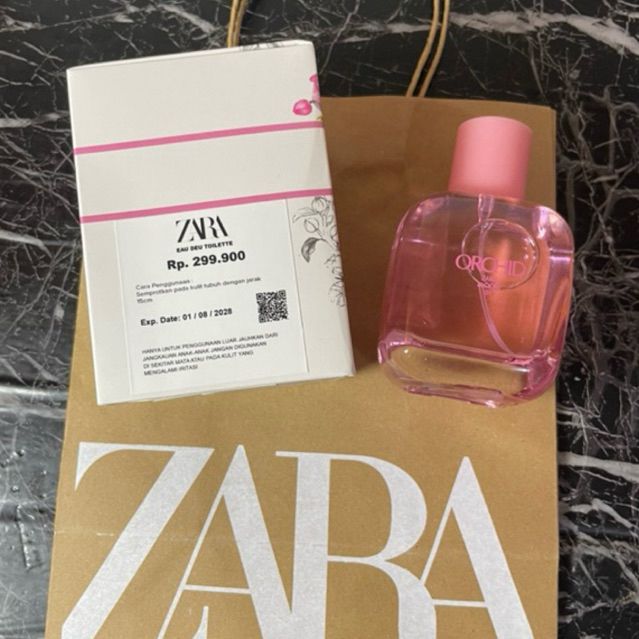 ZARA
EAU DEU TOILETTE
Rp. 299.900
Cara Penggunaan :
Semprotkan pada kulit tubuh dengan jarak
15cm
Exp. Date: 01 / 08 / 2028
HANYA UNTUK PENGGUNAAN LUAR. JAUHKAN DARI
JANGKAUAN ANAK-ANAK JANGAN DIGUNAKAN
DI SEKITAR MATA ATAU PADA KULIT YANG
MENGALAMI IRITASI
ORCHID
ZARA